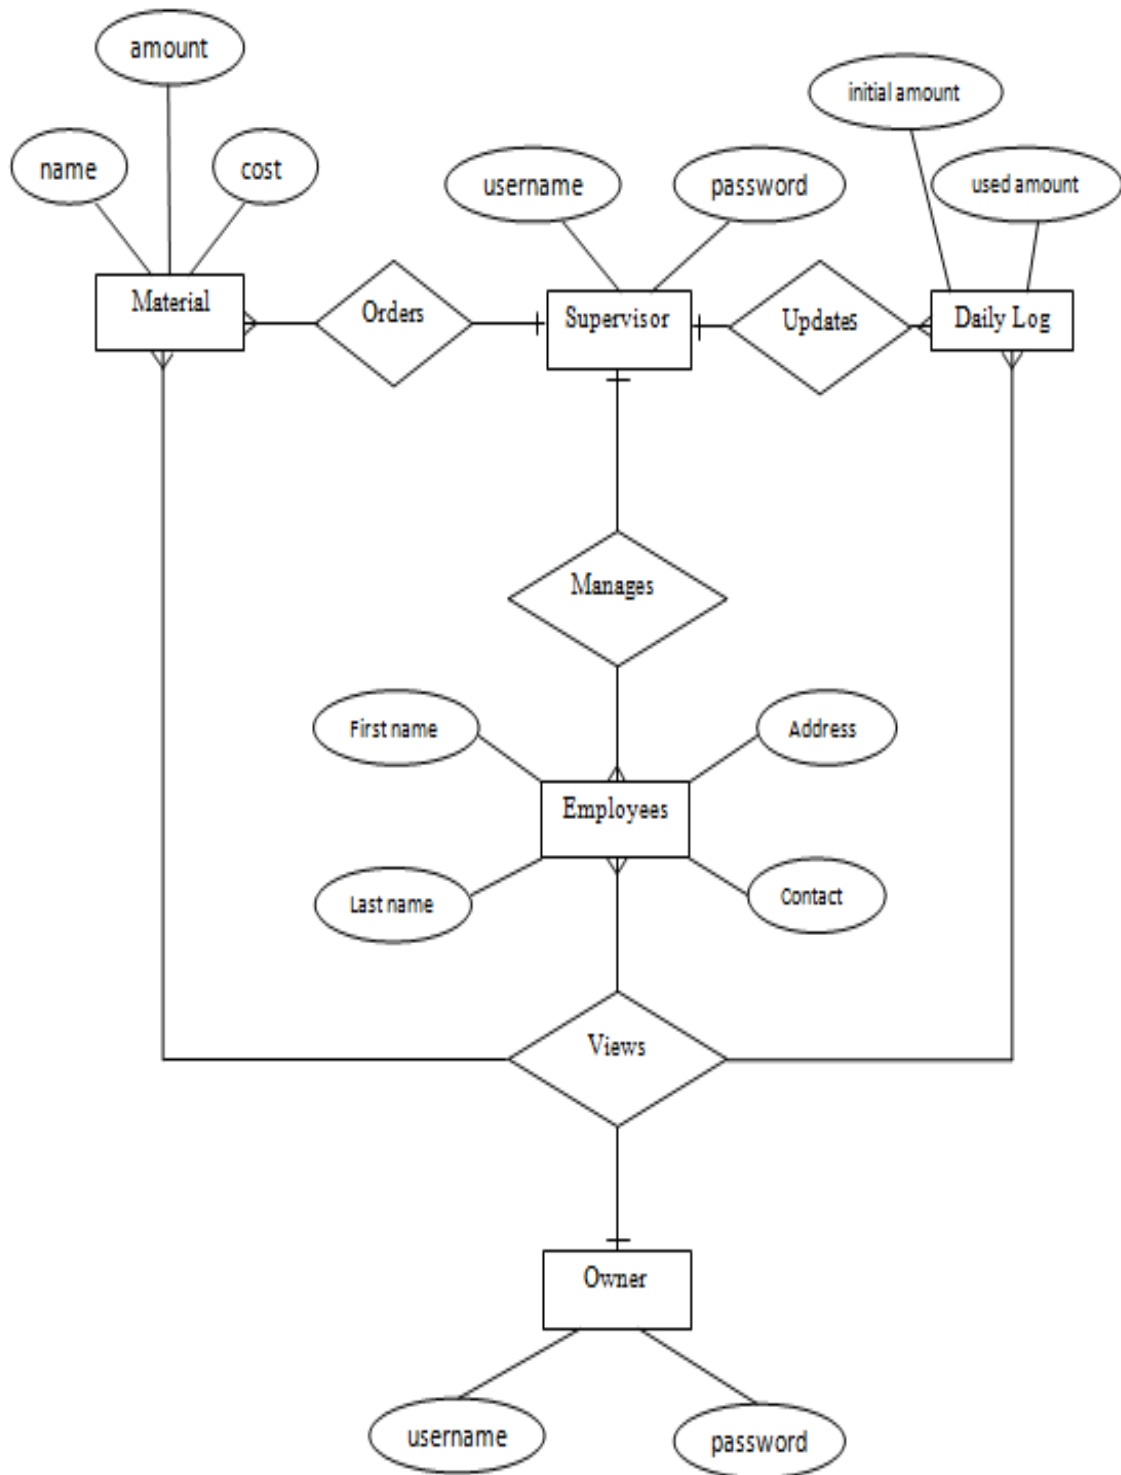 amount
initial amount
name
cost
username
password
used amount
Material
Orders
Supervisor
Updates
Daily Log
Manages
First name
Address
Employees
Last name
Contact
Views
Owner
username
password